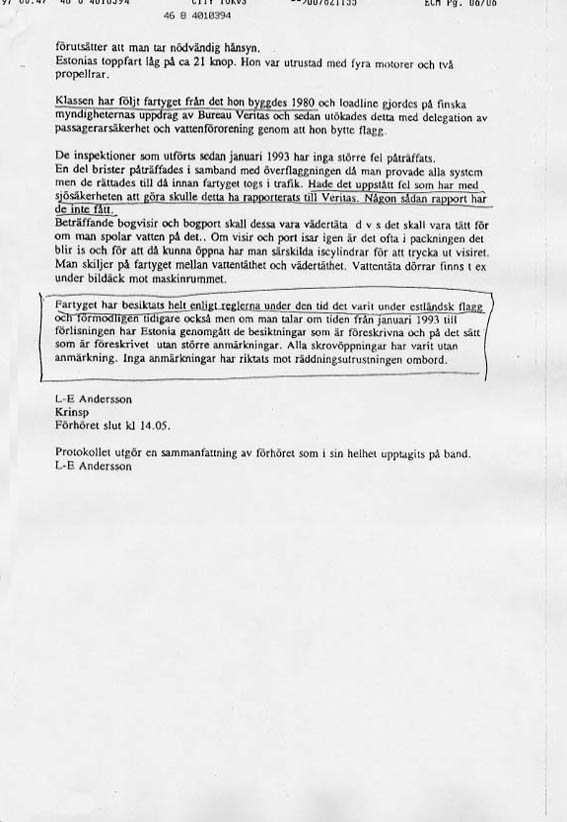 46 8 4010394
förutsätter att man tar nödvändig hänsyn.
Estonias toppfart låg på ca 21 knop. Hon var utrustad med fyra motorer och två
propellrar.
Klassen har följt fartyget från det hon byggdes 1980 och loadline gjordes på finska
myndigheternas uppdrag av Bureau Veritas och sedan utökades detta med delegation av
passagerarsäkerhet och vattenförorening genom att hon bytte flagg.
De inspektioner som utförts sedan januari 1993 har inga större fel påträffats.
En del brister påträffades i samband med överflaggningen då man provade alla system
men de rättades till då innan fartyget togs i trafik. Hade det uppstått fel som har med
sjösäkerheten att göra skulle detta ha rapporterats till Veritas. Någon sådan rapport har
de inte fått.
Beträffande bogvisir och bogport skall dessa vara vädertäta d v s det skall vara tätt för
om man spolar vatten på det.. Om visir och port isar igen är det ofta i packningen det
blir is och för att då kunna öppna har man särskilda iscylindrar för att trycka ut visiret.
Man skiljer på fartyget mellan vattentäthet och vädertäthet. Vattentäta dörrar finns t ex
under bildäck mot maskinrummet.
Fartyget har besiktats helt enligt reglerna under den tid det varit under estländsk flagg
och förmodligen tidigare också men om man talar om tiden från januari 1993 till
förlisningen har Estonia genomgått de besiktningar som är föreskrivna och på det sätt
som är föreskrivet utan större anmärkningar. Alla skrovöppningar har varit utan
anmärkning. Inga anmärkningar har riktats mot räddningsutrustningen ombord.
L-E Andersson
Krinsp
Förhöret slut kl 14.05.
Protokollet utgör en sammanfattning av förhöret som i sin helhet upptagits på band.
L-E Andersson